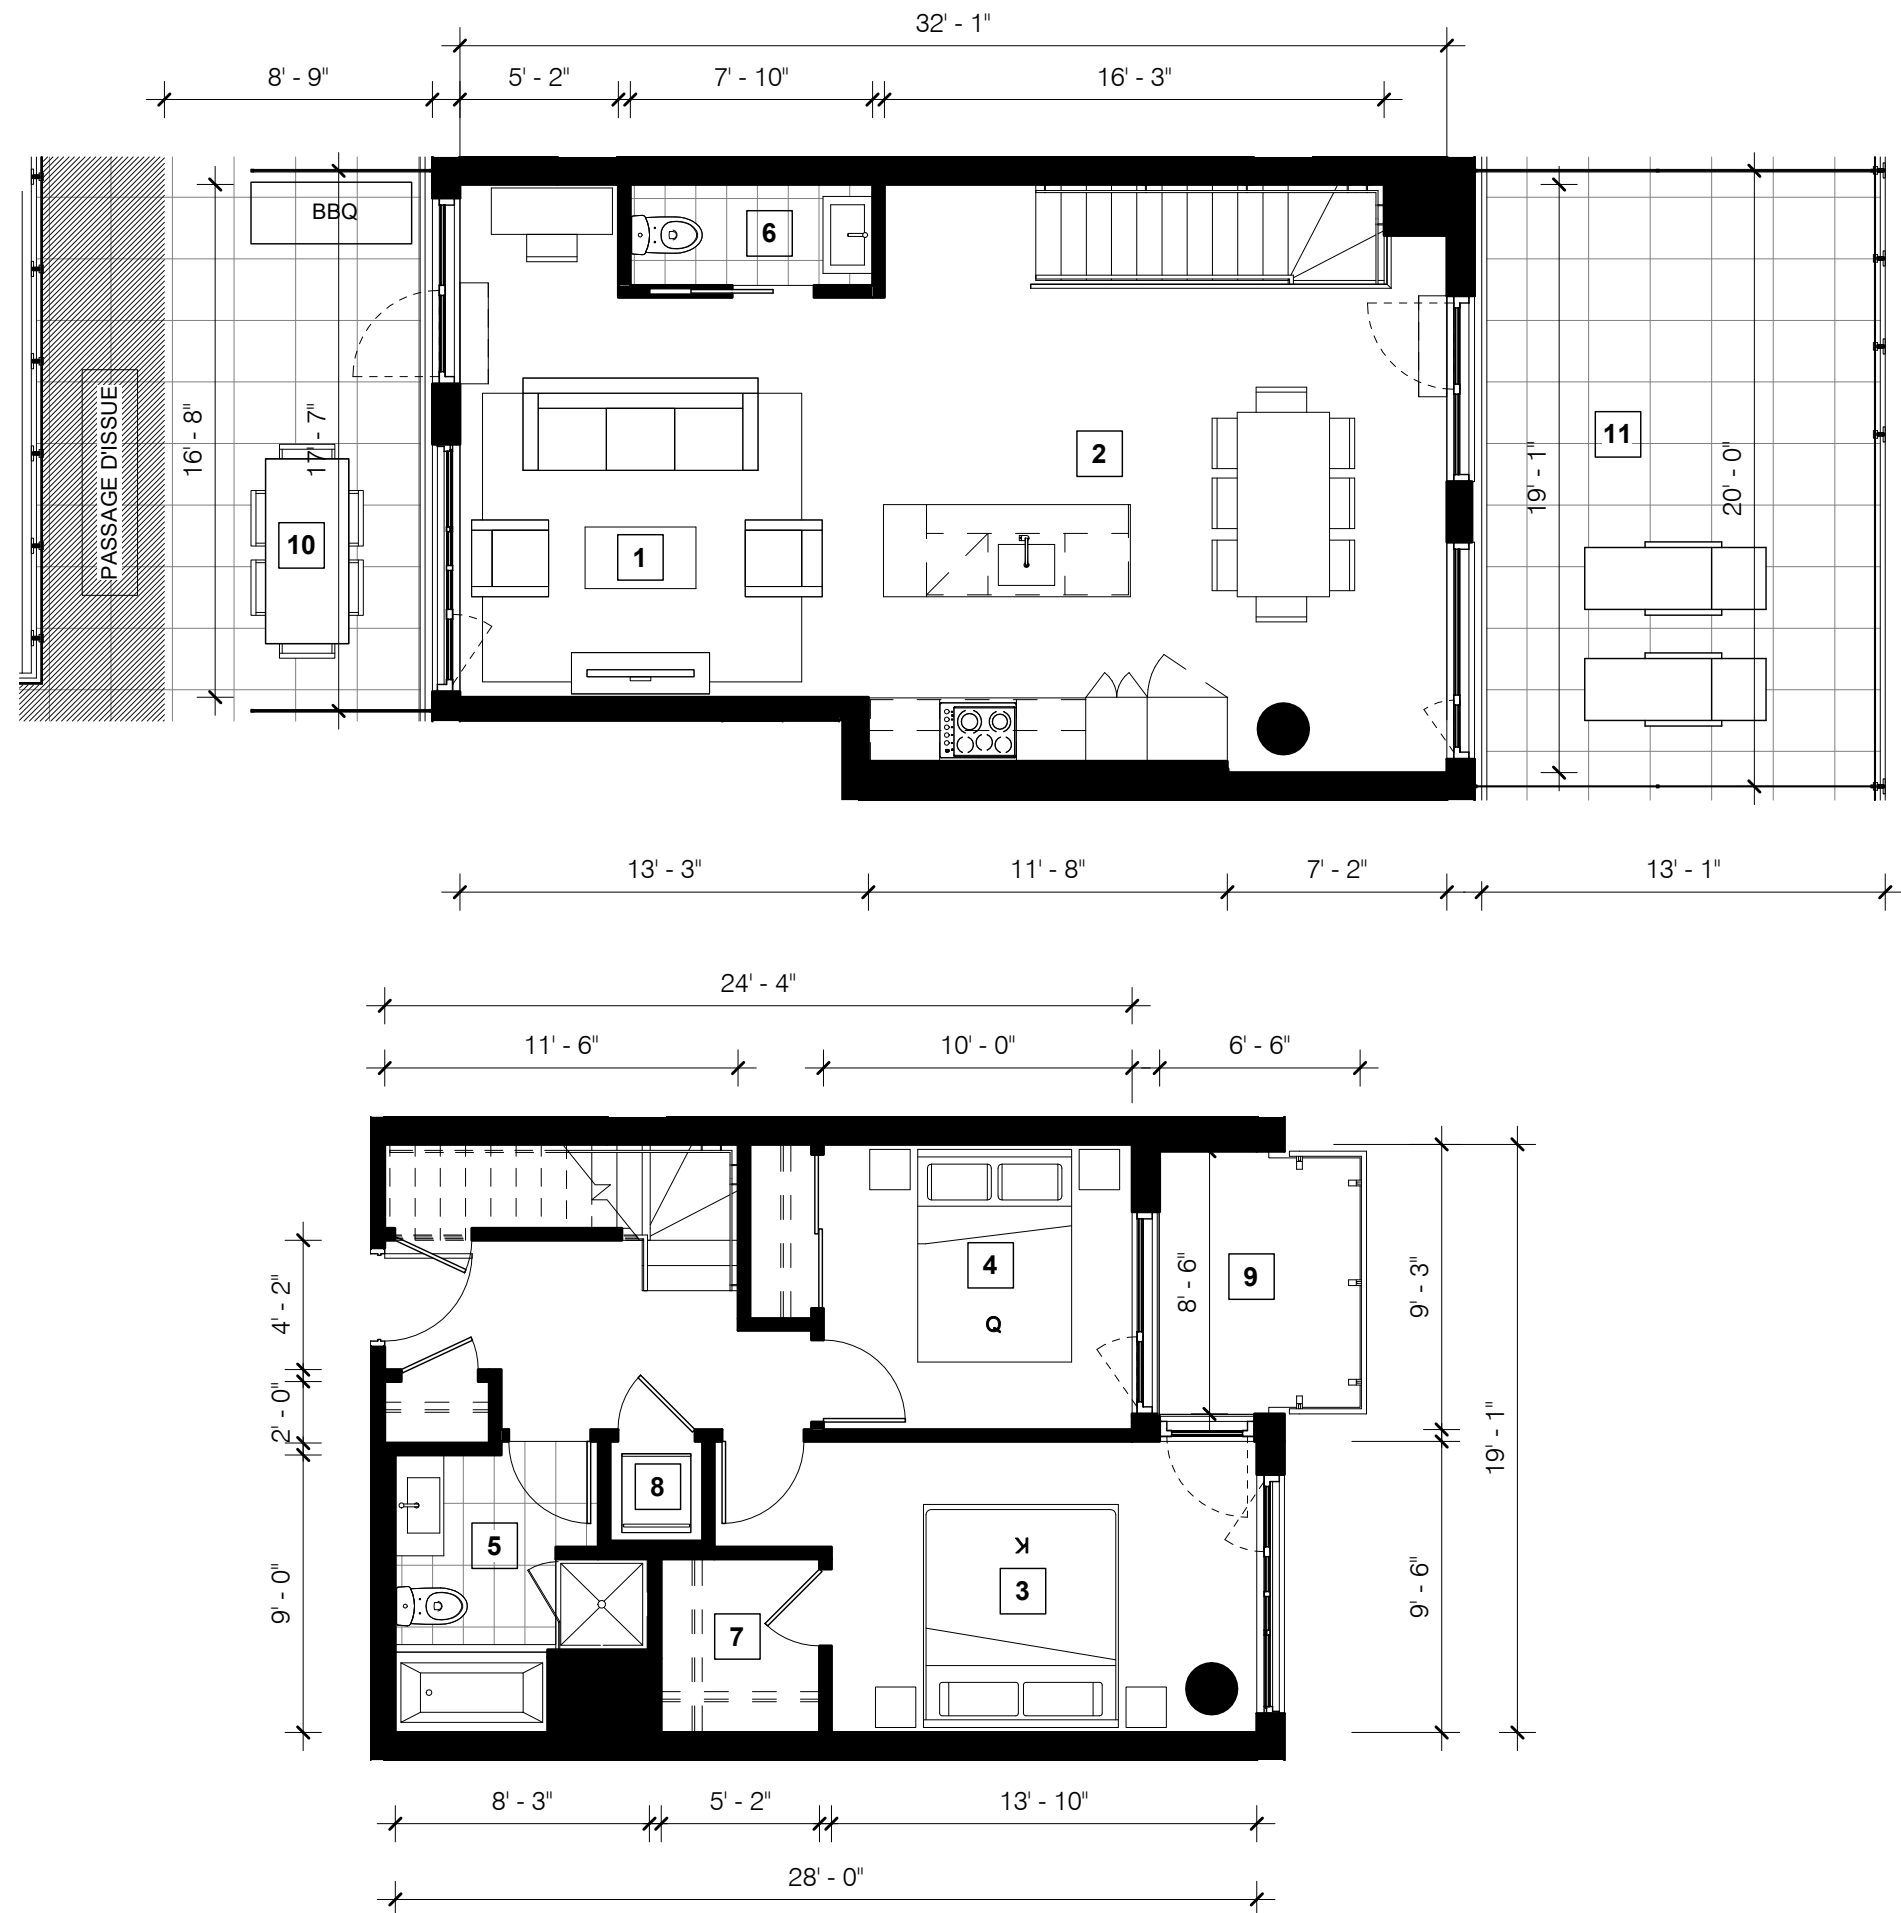 32' - 1"
8' - 9"
5' - 2"
7' - 10"
16' - 3"
BBQ
6
PASSAGE D'ISSUE
16' - 8"
17' - 7"
2
11
19' - 1"
20' - 0"
10
1
13' - 3"
11' - 8"
7' - 2"
13' - 1"
24' - 4"
11' - 6"
10' - 0"
6' - 6"
4
Q
8' - 6"
9
9' - 3"
4' - 2"
2' - 0"
19' - 1"
8
5
K
3
9' - 0"
9' - 6"
7
8' - 3"
5' - 2"
13' - 10"
28' - 0"